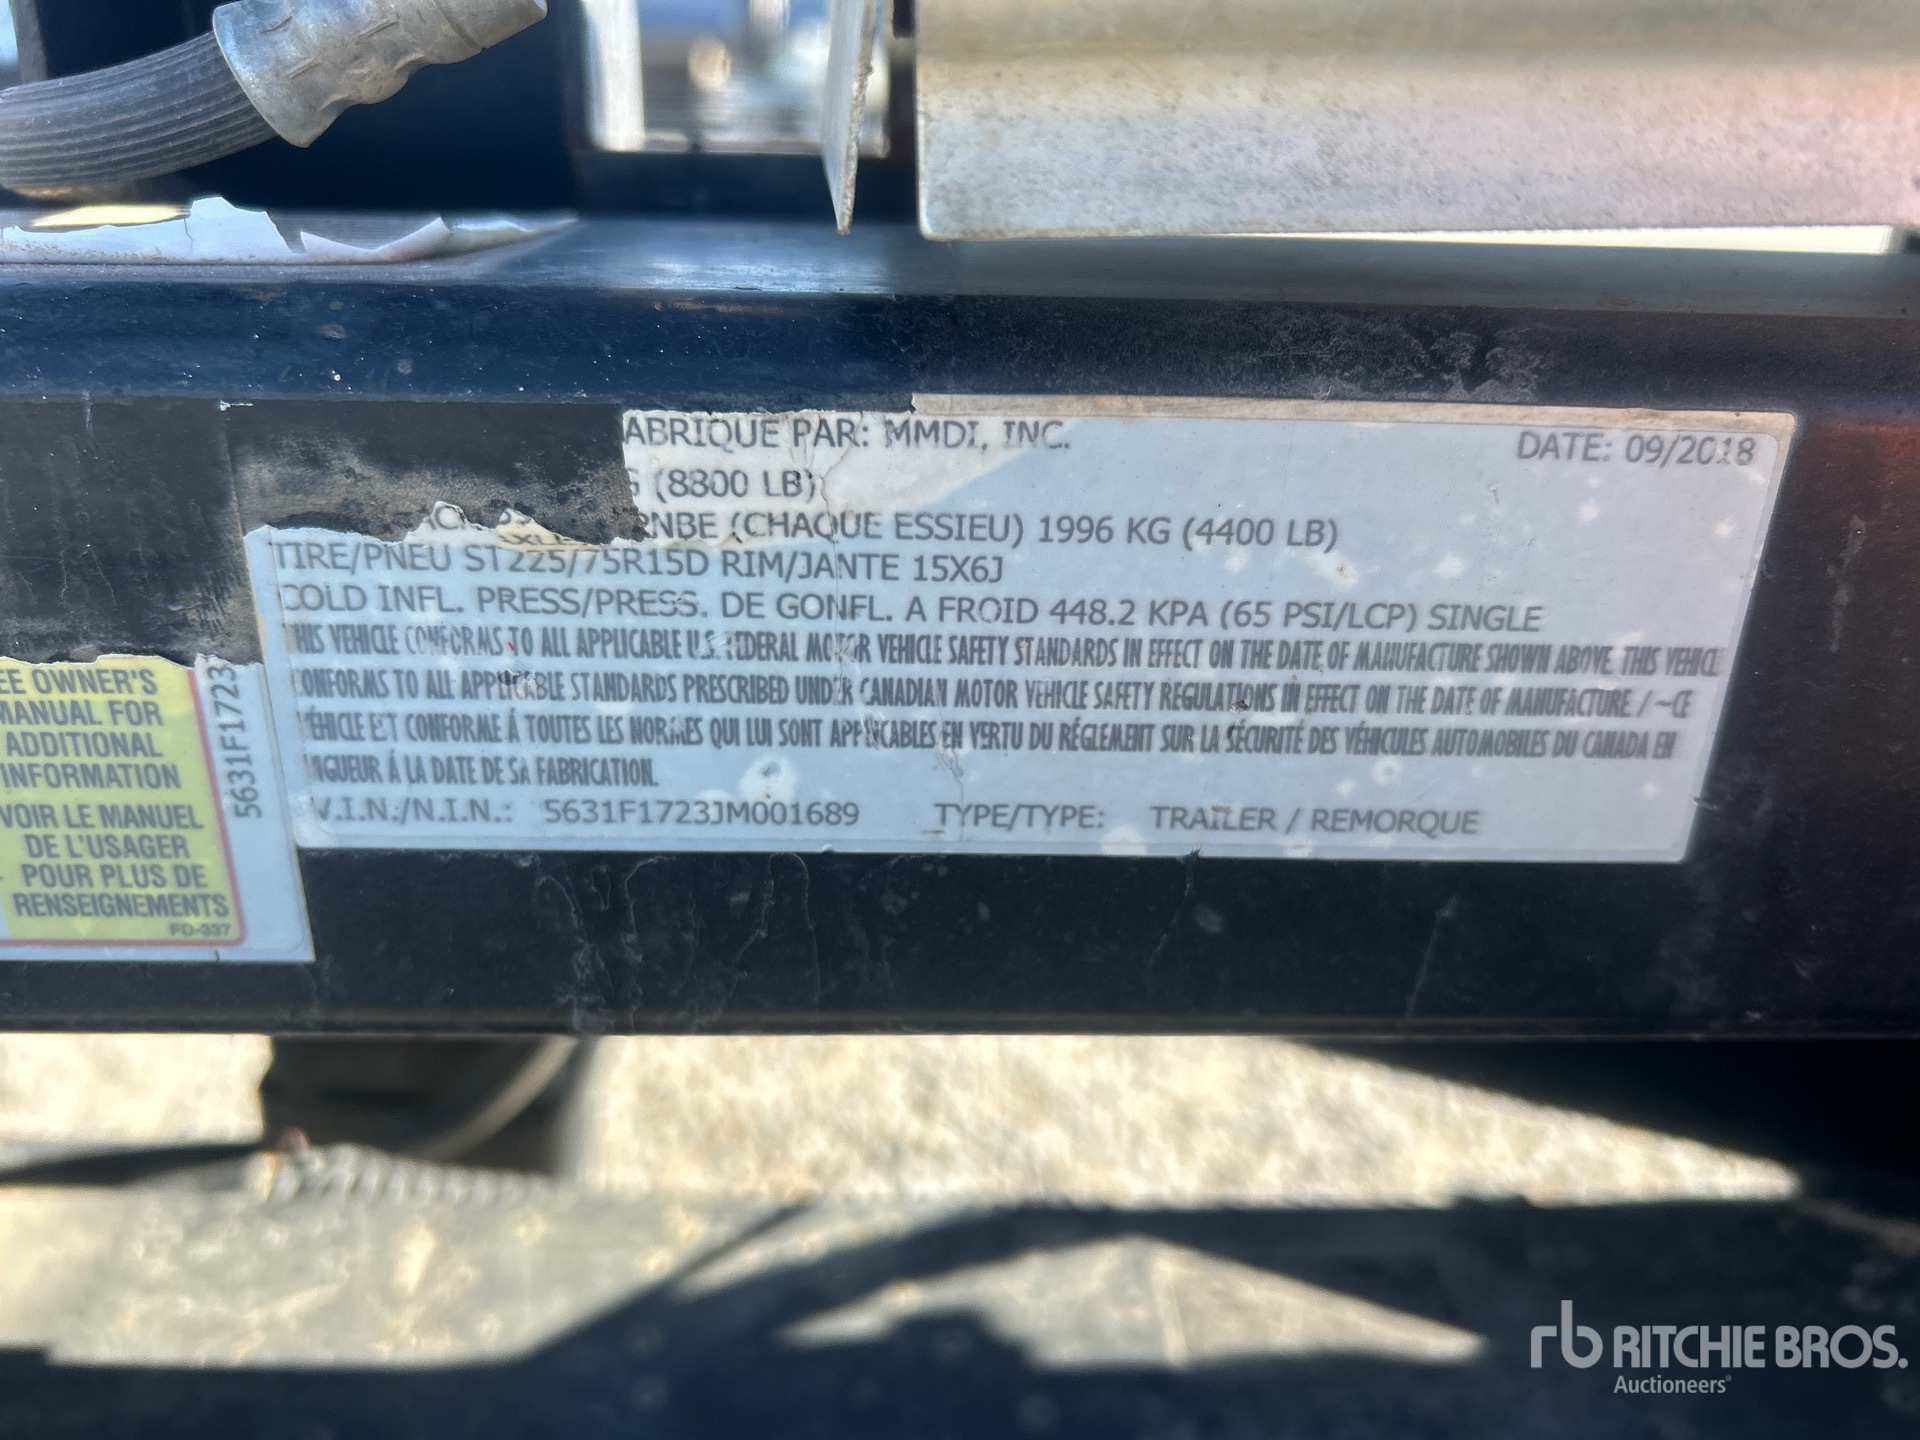 ABRIQUE PAR: MMDI, INC.
DATE: 09/2018
G (8800 LB)
RNBE (CHAQUE ESSIEU) 1996 KG (4400 LB)
TIRE/PNEU ST225/75R15D RIM/JANTE 15X6J
COLD INFL. PRESS/PRESS. DE GONFL. A FROID 448.2 KPA (65 PSI/LCP) SINGLE
THIS VEHICLE CONFORMS TO ALL APPLICABLE U.S. FEDERAL MOTOR VEHICLE SAFETY STANDARDS IN EFFECT ON THE DATE OF MANUFACTURE SHOWN ABOVE. THIS VEHICL
CONFORMS TO ALL APPLICABLE STANDARDS PRESCRIBED UNDER CANADIAN MOTOR VEHICLE SAFETY REGULATIONS IN EFFECT ON THE DATE OF MANUFACTURE / ~CE
VÉHICLE EST CONFORME À TOUTES LES NORMES QUI LUI SONT APPLICABLES EN VERTU DU RÉGLEMENT SUR LA SÉCURITÉ DES VÉHICULES AUTOMOBILES DU CANADA EN
VIGUEUR Á LA DATE DE SA FABRICATION.
V.I.N./N.I.N.: 5631F1723JM001689 TYPE/TYPE: TRAILER / REMORQUE
EE OWNER'S
MANUAL FOR
ADDITIONAL
INFORMATION
VOIR LE MANUEL
DE L'USAGER
POUR PLUS DE
RENSEIGNEMENTS
FD-337
5631F1723
rb RITCHIE BROS.
Auctioneers